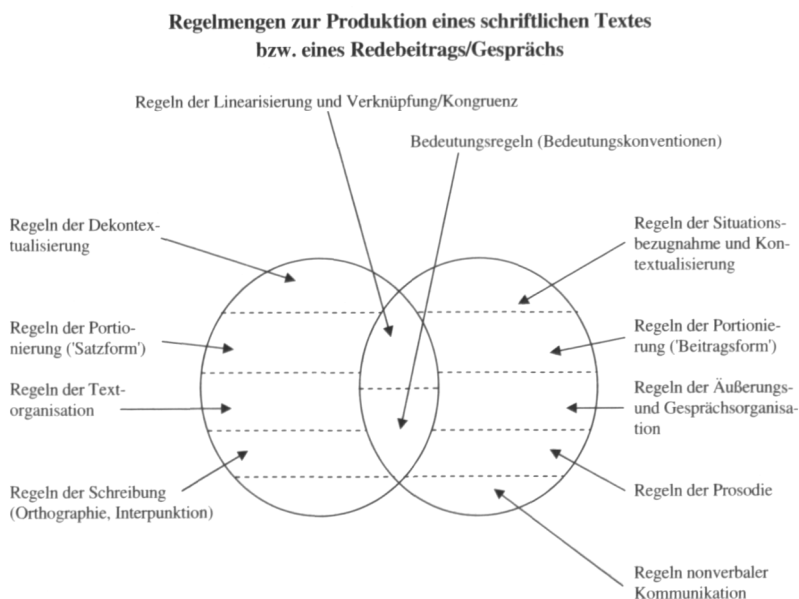 Regelmengen zur Produktion eines schriftlichen Textes
bzw. eines Redebeitrags/Gesprächs
Regeln der Linearisierung und Verknüpfung/Kongruenz
Bedeutungsregeln (Bedeutungskonventionen)
Regeln der Dekontex-
tualisierung
Regeln der Portio-
nierung ('Satzform')
Regeln der Text-
organisation
Regeln der Schreibung
(Orthographie, Interpunktion)
Regeln der Situations-
bezugnahme und Kon-
textualisierung
Regeln der Portionie-
rung ('Beitragsform')
Regeln der Äußerungs-
und Gesprächsorganisa-
tion
Regeln der Prosodie
Regeln nonverbaler
Kommunikation